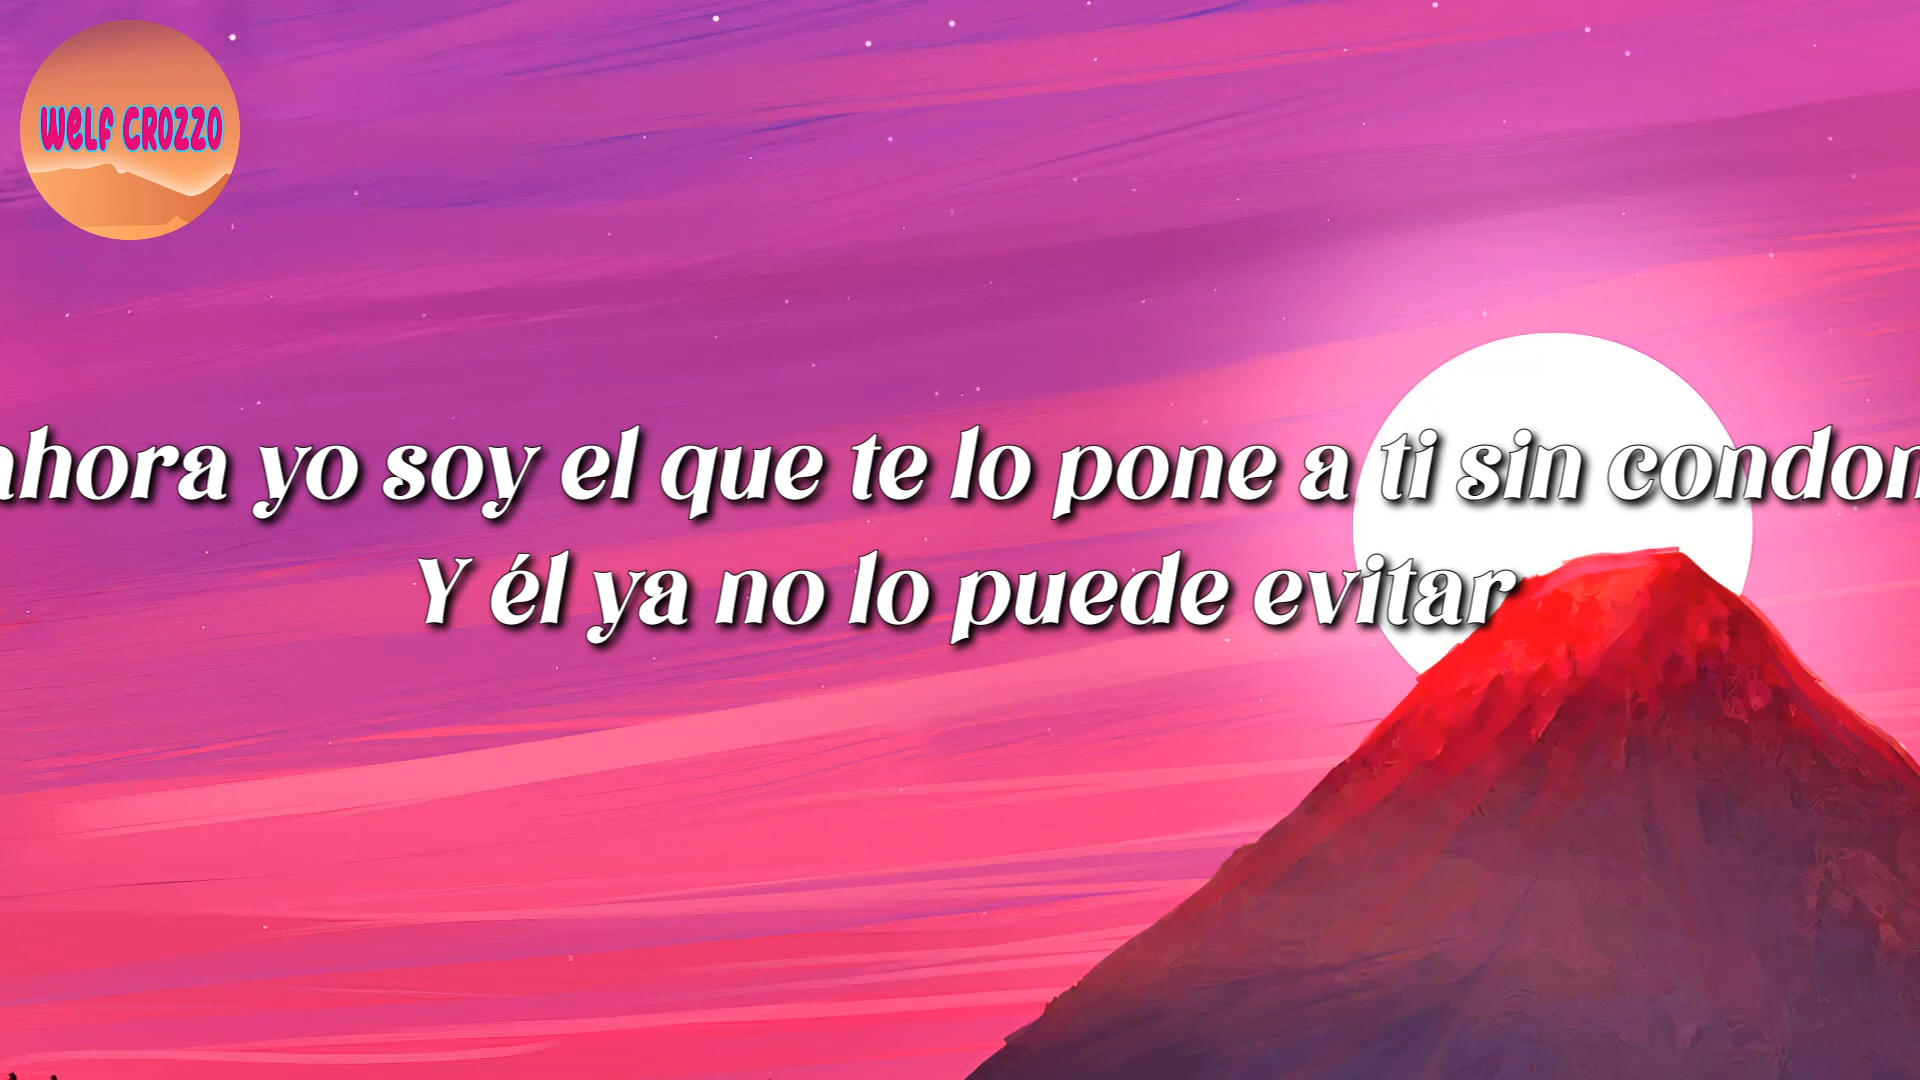 WELF CROZZO
ahora yo soy el que te lo pone a ti sin condon
Y él ya no lo puede evitar